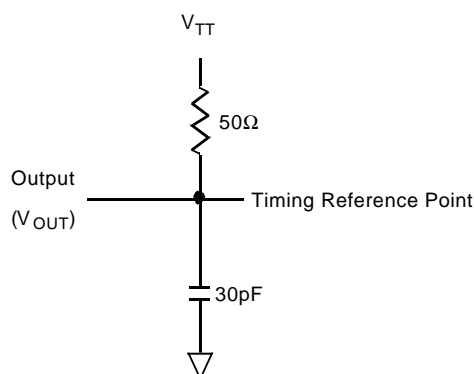 V_TT
50Ω
Output
Timing Reference Point
(V_OUT)
30pF